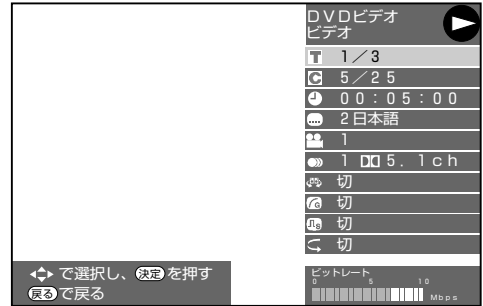 DVDビデオ
ビデオ
T 1／3
C 5／25
00：05：00
2日本語
1
1 DD 5．1ch
切
G 切
S 切
切
で選択し、決定を押す
戻るで戻る
ビットレート
0 5 10
Mbps